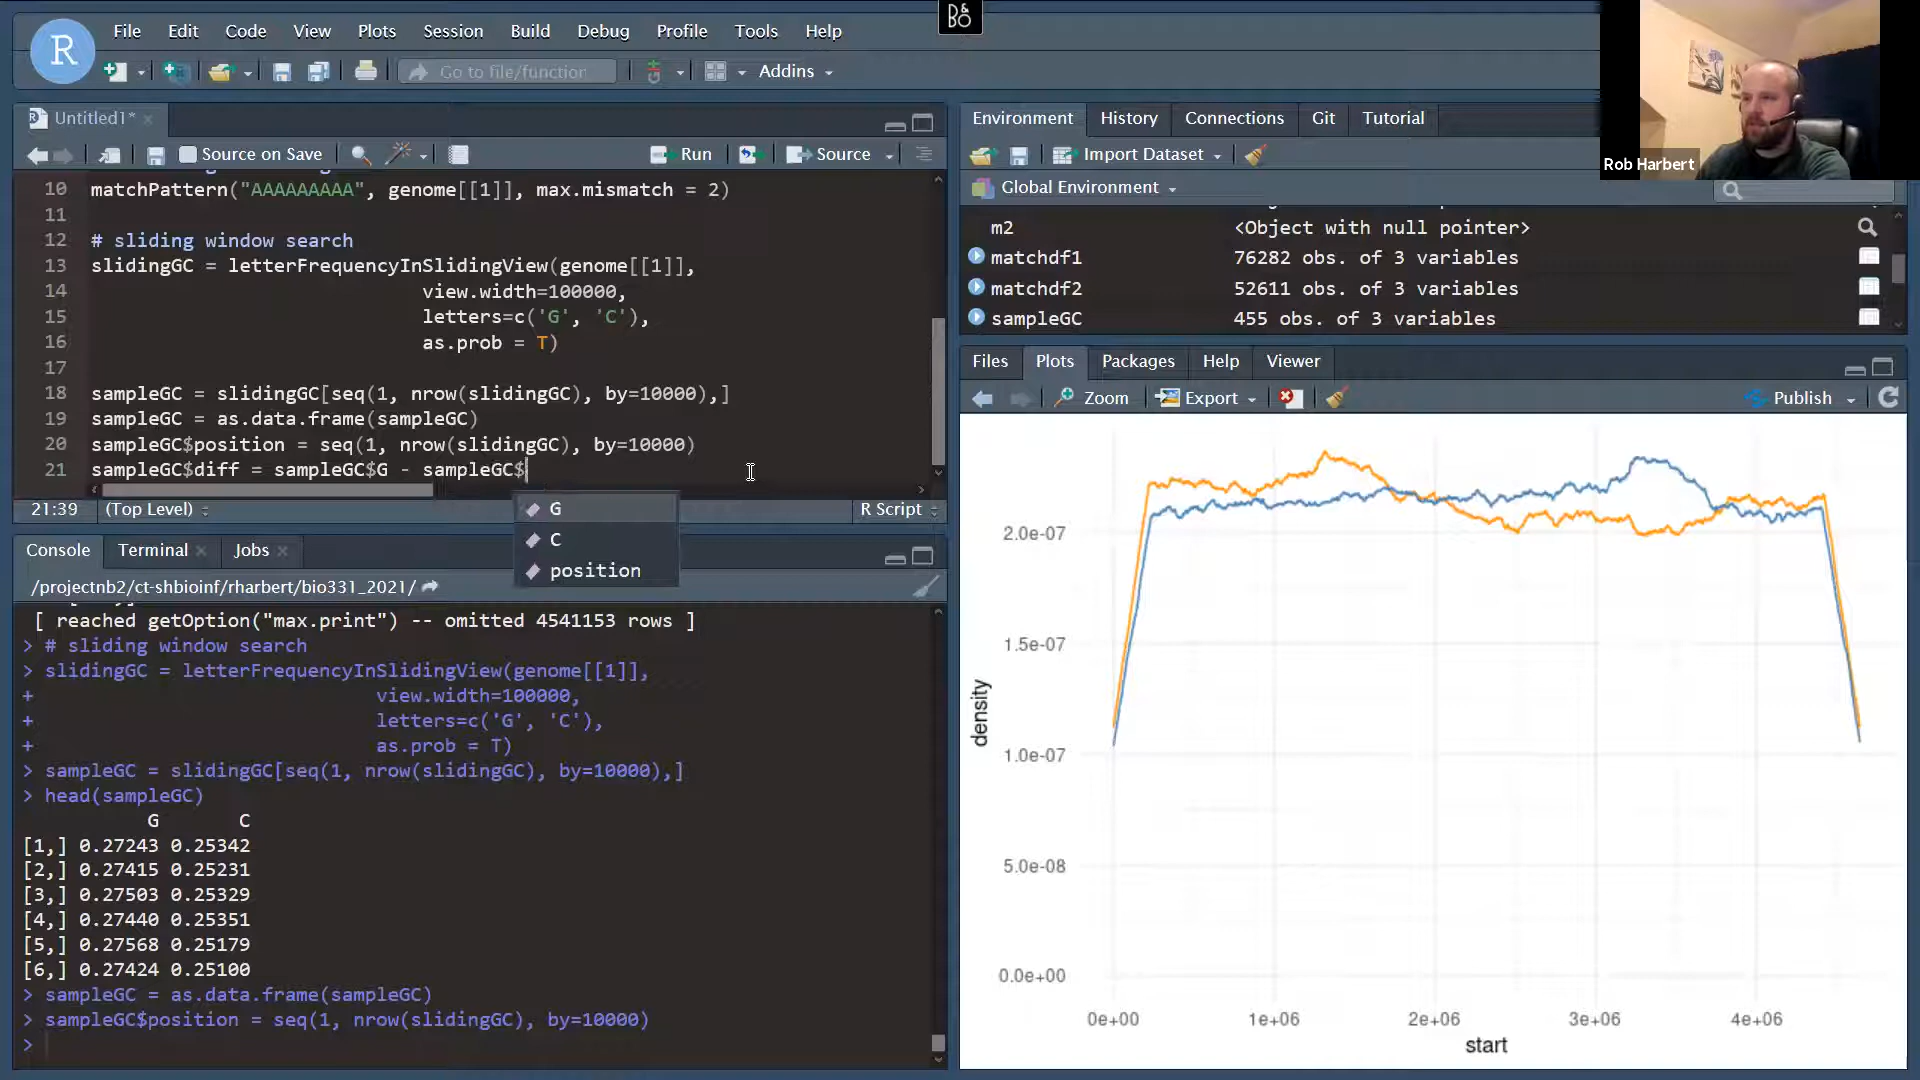 B&O
R
File Edit Code View Plots Session Build Debug Profile Tools Help
Go to file/function
Addins
Rob Harbert
Untitled1*
Source on Save
Run
Source
10 matchPattern("AAAAAAAAA", genome[[1]], max.mismatch = 2)
11
12 # sliding window search
13 slidingGC = letterFrequencyInSlidingView(genome[[1]],
14 view.width=100000,
15 letters=c('G', 'C'),
16 as.prob = T)
17
18 sampleGC = slidingGC[seq(1, nrow(slidingGC), by=10000),]
19 sampleGC = as.data.frame(sampleGC)
20 sampleGC$position = seq(1, nrow(slidingGC), by=10000)
21 sampleGC$diff = sampleGC$G - sampleGC$
G
C
position
21:39 (Top Level) R Script
Console Terminal Jobs
/projectnb2/ct-shbioinf/rharbert/bio331_2021/
[ reached getOption("max.print") -- omitted 4541153 rows ]
> # sliding window search
> slidingGC = letterFrequencyInSlidingView(genome[[1]],
+ view.width=100000,
+ letters=c('G', 'C'),
+ as.prob = T)
> sampleGC = slidingGC[seq(1, nrow(slidingGC), by=10000),]
> head(sampleGC)
G C
[1,] 0.27243 0.25342
[2,] 0.27415 0.25231
[3,] 0.27503 0.25329
[4,] 0.27440 0.25351
[5,] 0.27568 0.25179
[6,] 0.27424 0.25100
> sampleGC = as.data.frame(sampleGC)
> sampleGC$position = seq(1, nrow(slidingGC), by=10000)
>
Environment History Connections Git Tutorial
Import Dataset
Global Environment
m2 <Object with null pointer>
matchdf1 76282 obs. of 3 variables
matchdf2 52611 obs. of 3 variables
sampleGC 455 obs. of 3 variables
Files Plots Packages Help Viewer
Zoom Export Publish
2.0e-07
1.5e-07
1.0e-07
5.0e-08
0.0e+00
density
0e+00 1e+06 2e+06 3e+06 4e+06
start